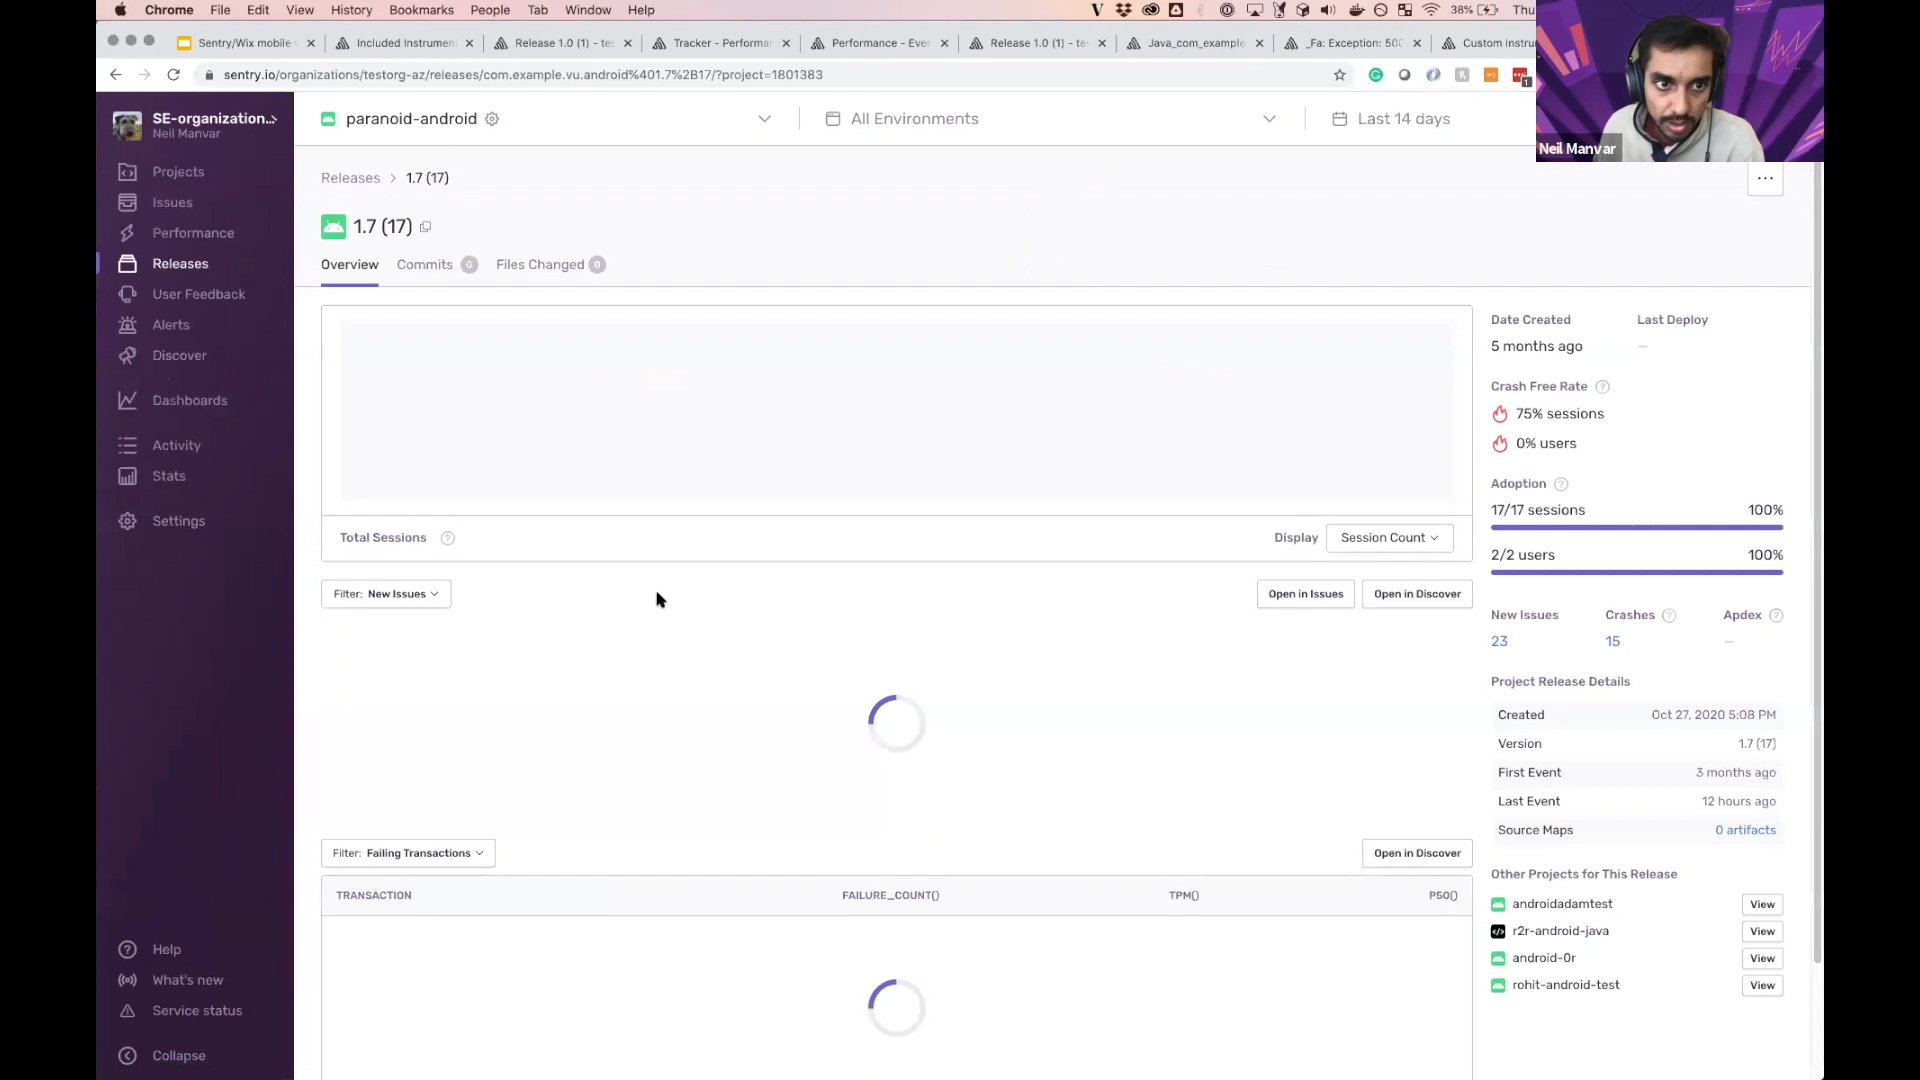 Chrome File Edit View History Bookmarks People Tab Window Help
38%
Thu
Sentry/Wix mobile
Included Instrumen
Release 1.0 (1) - te
Tracker - Performa
Performance - Ever
Release 1.0 (1) - te
Java_com_example
_Fa: Exception: 500
Custom Instru
sentry.io/organizations/testorg-az/releases/com.example.vu.android%401.7%2B17/?project=1801383
1
Neil Manvar
SE-organization...
Neil Manvar
Projects
Issues
Performance
Releases
User Feedback
Alerts
Discover
Dashboards
Activity
Stats
Settings
Help
What's new
Service status
Collapse
paranoid-android
All Environments
Last 14 days
Releases > 1.7 (17)
1.7 (17)
Overview
Commits 0
Files Changed 0
Total Sessions ?
Display
Session Count
Filter: New Issues
Open in Issues
Open in Discover
Filter: Failing Transactions
Open in Discover
TRANSACTION
FAILURE_COUNT()
TPM()
P50()
Date Created
Last Deploy
5 months ago
—
Crash Free Rate ?
75% sessions
0% users
Adoption ?
17/17 sessions 100%
2/2 users 100%
New Issues
Crashes ?
Apdex ?
23
15
—
Project Release Details
Created Oct 27, 2020 5:08 PM
Version 1.7 (17)
First Event 3 months ago
Last Event 12 hours ago
Source Maps 0 artifacts
Other Projects for This Release
androidadamtest View
r2r-android-java View
android-0r View
rohit-android-test View